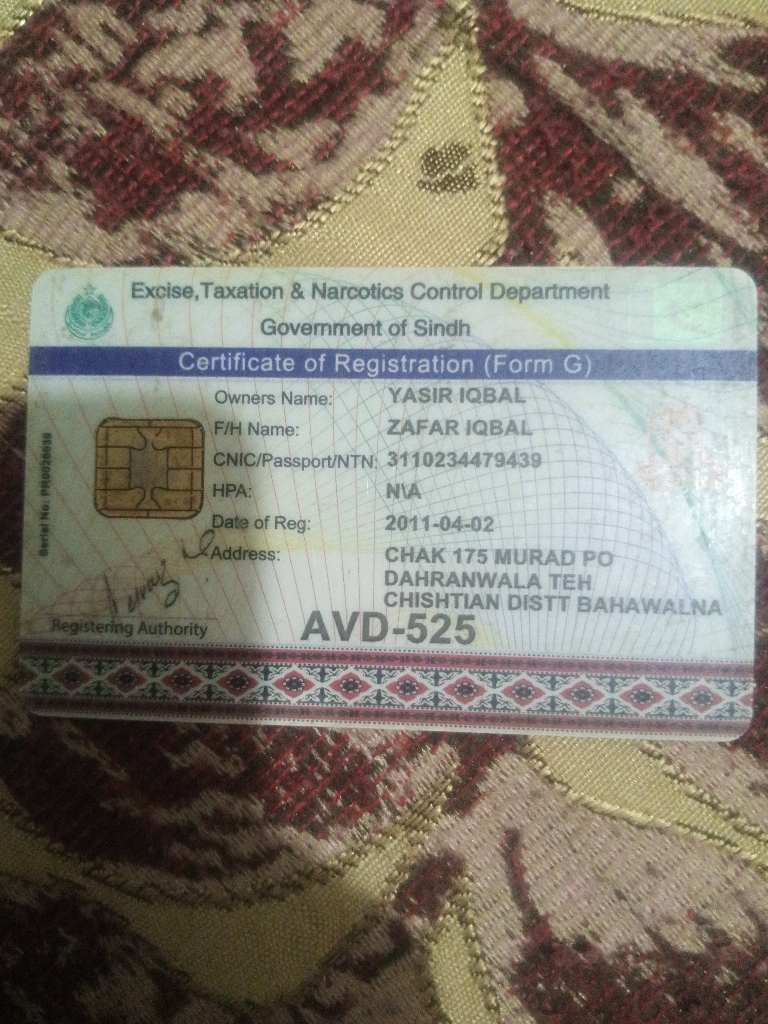 Excise,Taxation & Narcotics Control Department
Government of Sindh
Certificate of Registration (Form G)
Owners Name: YASIR IQBAL
F/H Name: ZAFAR IQBAL
CNIC/Passport/NTN: 3110234479439
HPA: N\A
Date of Reg: 2011-04-02
Address: CHAK 175 MURAD PO
DAHRANWALA TEH
CHISHTIAN DISTT BAHAWALNA
AVD-525
Registering Authority
Serial No: